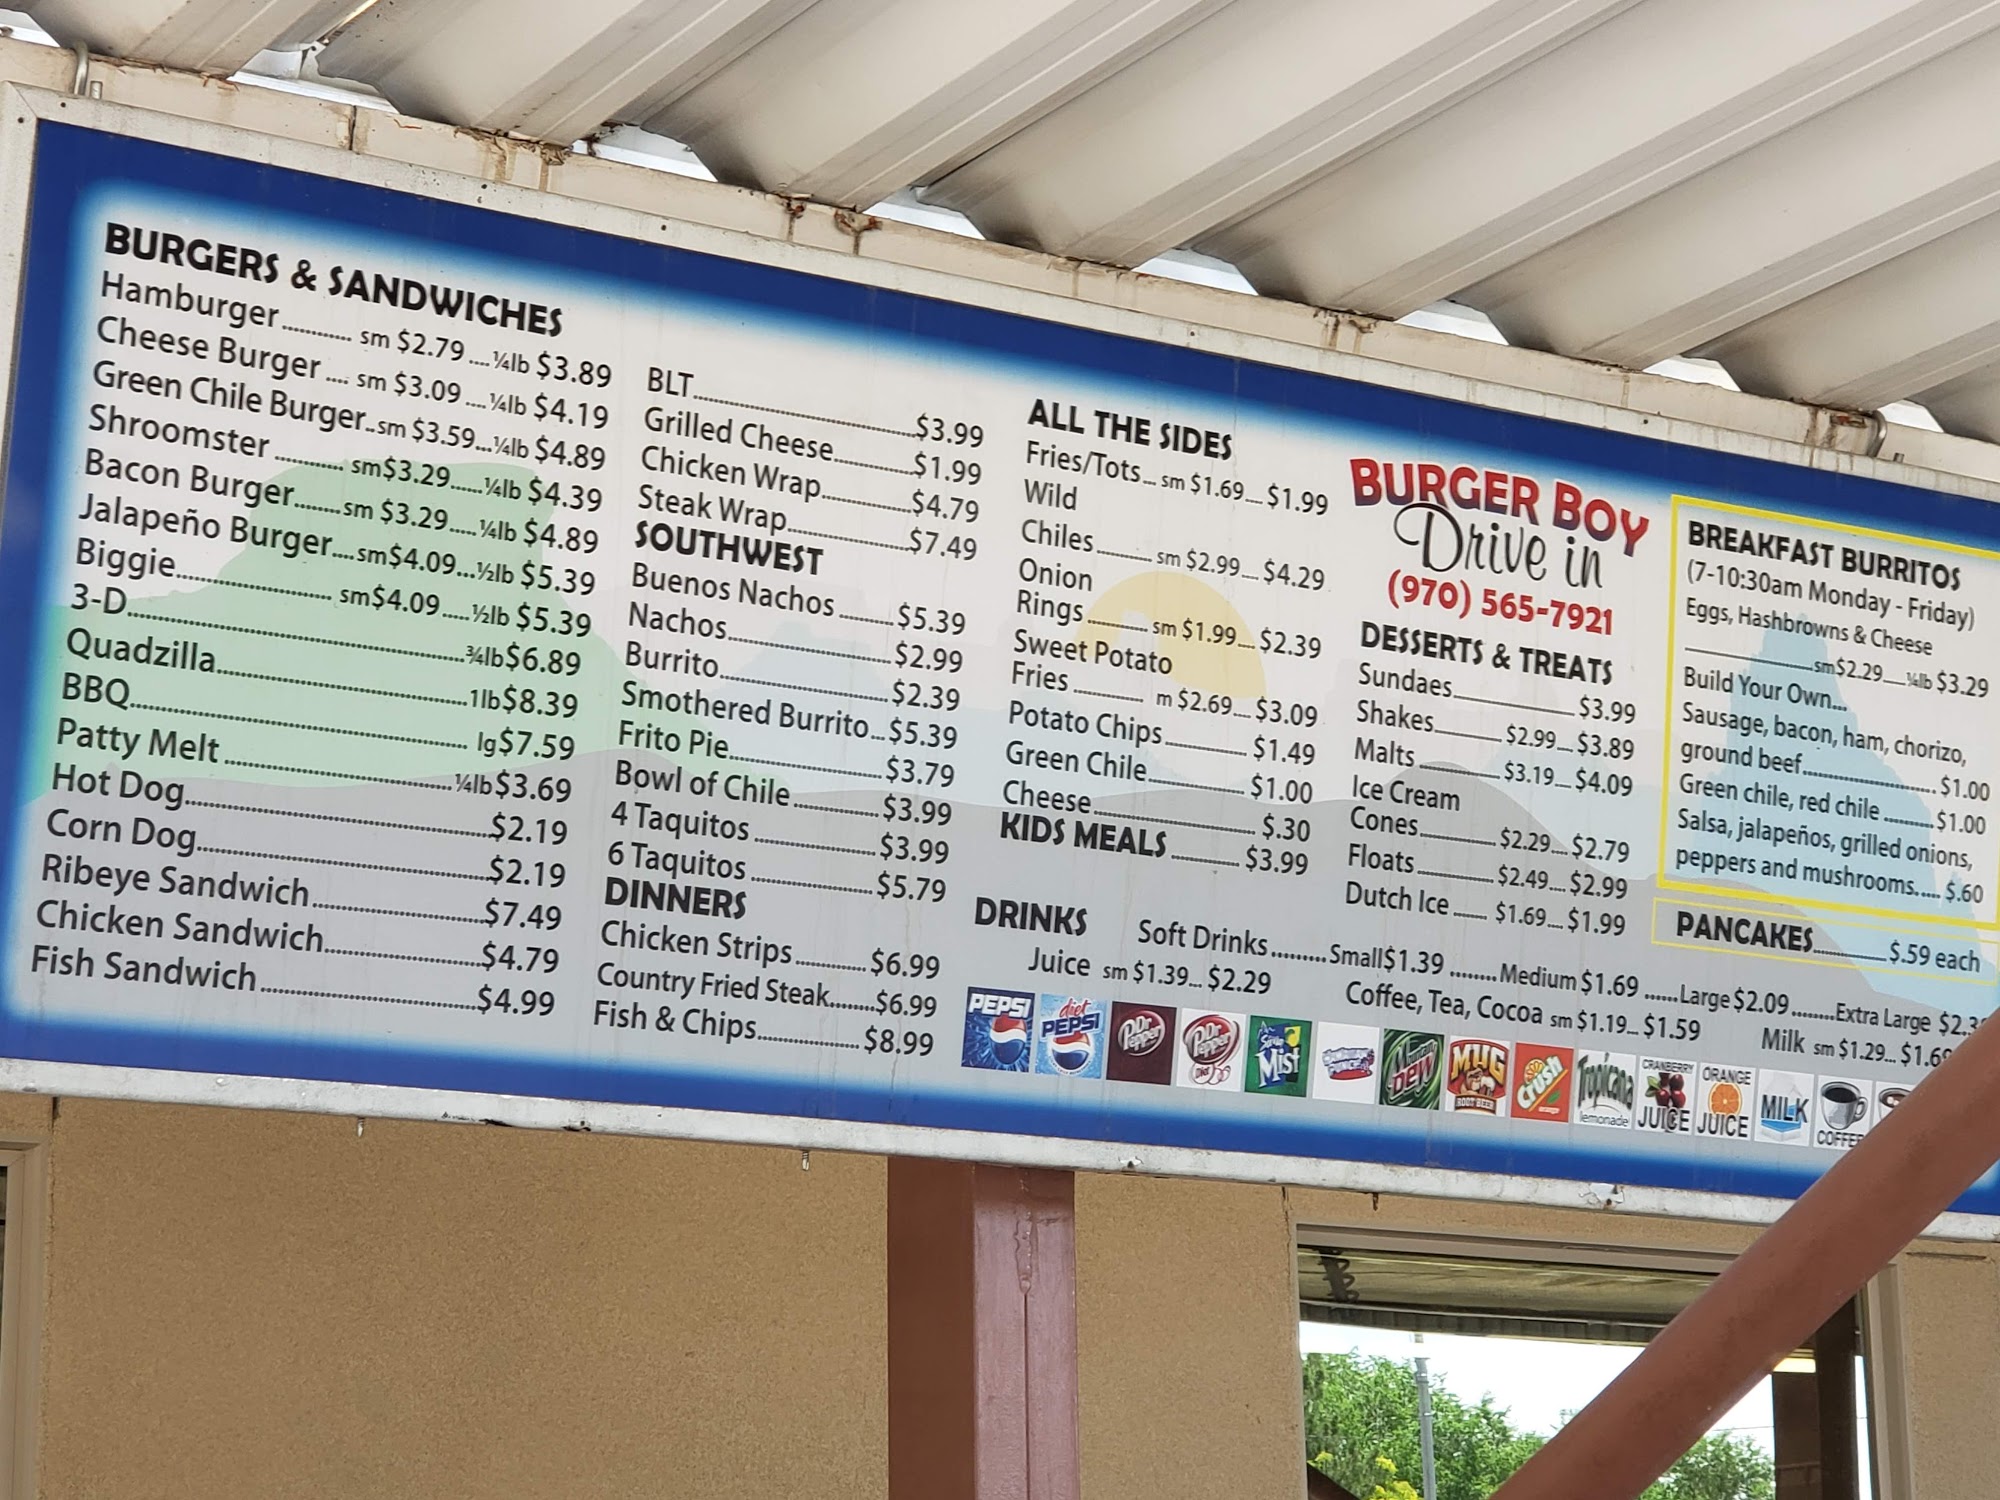 BURGERS & SANDWICHES
Hamburger........... sm $2.79....¼lb $3.89
Cheese Burger.... sm $3.09....¼lb $4.19
Green Chile Burger..sm $3.59...¼lb $4.89
Shroomster........... sm$3.29......¼lb $4.39
Bacon Burger........sm $3.29.....¼lb $4.89
Jalapeño Burger....sm$4.09...½lb $5.39
Biggie........................ sm$4.09.....½lb $5.39
3-D....................................................¾lb$6.89
Quadzilla.......................................1lb$8.39
BBQ.................................................... lg$7.59
Patty Melt....................................¼lb$3.69
Hot Dog..............................................$2.19
Corn Dog............................................$2.19
Ribeye Sandwich.........................$7.49
Chicken Sandwich.......................$4.79
Fish Sandwich.................................$4.99
BLT...................................$3.99
Grilled Cheese.............$1.99
Chicken Wrap..............$4.79
Steak Wrap...................$7.49
SOUTHWEST
Buenos Nachos.........$5.39
Nachos..........................$2.99
Burrito...........................$2.39
Smothered Burrito...$5.39
Frito Pie.........................$3.79
Bowl of Chile..............$3.99
4 Taquitos....................$3.99
6 Taquitos....................$5.79
DINNERS
Chicken Strips............$6.99
Country Fried Steak.......$6.99
Fish & Chips.................$8.99
ALL THE SIDES
Fries/Tots... sm $1.69.... $1.99
Wild
Chiles......... sm $2.99.... $4.29
Onion
Rings.......... sm $1.99.... $2.39
Sweet Potato
Fries........... m $2.69.... $3.09
Potato Chips............. $1.49
Green Chile................ $1.00
Cheese.......................... $.30
KIDS MEALS........... $3.99
BURGER BOY
Drive in
(970) 565-7921
DESSERTS & TREATS
Sundaes.................... $3.99
Shakes........... $2.99.... $3.89
Malts............. $3.19.... $4.09
Ice Cream
Cones............ $2.29.... $2.79
Floats............. $2.49.... $2.99
Dutch Ice...... $1.69.... $1.99
BREAKFAST BURRITOS
(7-10:30am Monday - Friday)
Eggs, Hashbrowns & Cheese
.....................sm$2.29.....¼lb $3.29
Build Your Own...
Sausage, bacon, ham, chorizo,
ground beef........................ $1.00
Green chile, red chile.........$1.00
Salsa, jalapeños, grilled onions,
peppers and mushrooms..... $.60
PANCAKES.............$.59 each
DRINKS
Soft Drinks..........Small$1.39........Medium $1.69......Large $2.09........Extra Large
Juice sm $1.39... $2.29
Coffee, Tea, Cocoa sm $1.19... $1.59
Milk sm $1.29...
PEPSI
diet PEPSI
Dr Pepper
Dr Pepper DIET
Sierra Mist
Mountain Dew
MUG ROOT BEER
Crush orange
Tropicana lemonade
CRANBERRY JUICE
ORANGE JUICE
MILK
COFFEE